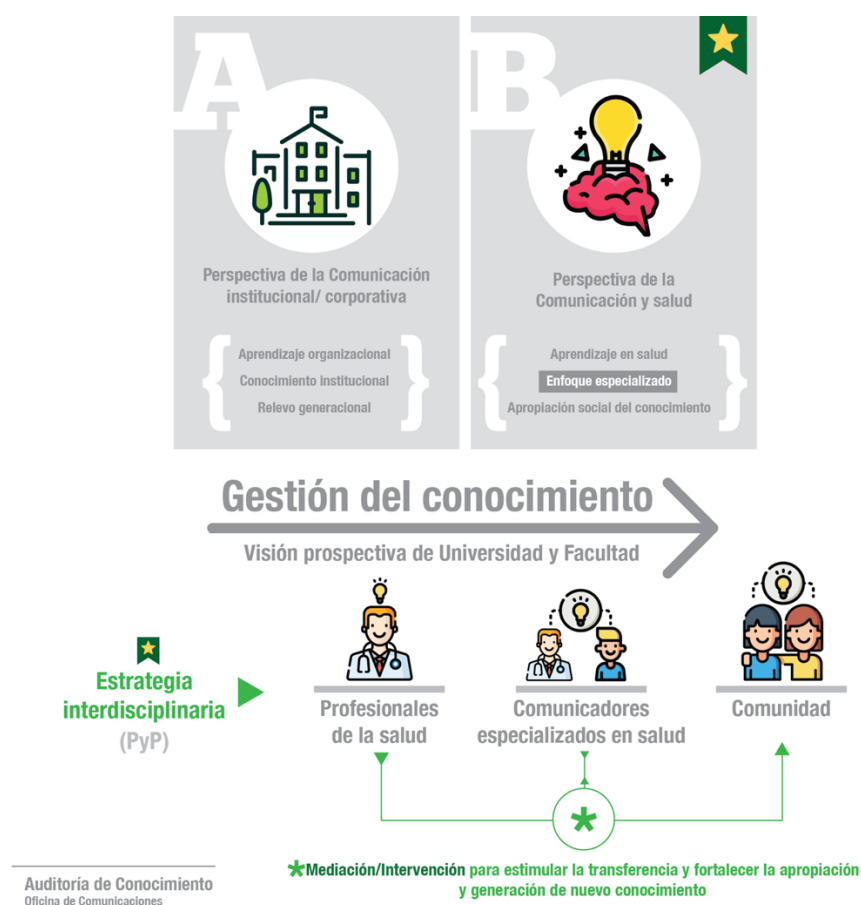 A
B
Perspectiva de la Comunicación
institucional/ corporativa
Aprendizaje organizacional
Conocimiento institucional
Relevo generacional
Perspectiva de la
Comunicación y salud
Aprendizaje en salud
Enfoque especializado
Apropiación social del conocimiento
Gestión del conocimiento
Visión prospectiva de Universidad y Facultad
Estrategia
interdisciplinaria
(PyP)
Profesionales
de la salud
Comunicadores
especializados en salud
Comunidad
*
*Mediación/Intervención para estimular la transferencia y fortalecer la apropiación
y generación de nuevo conocimiento
Auditoría de Conocimiento
Oficina de Comunicaciones